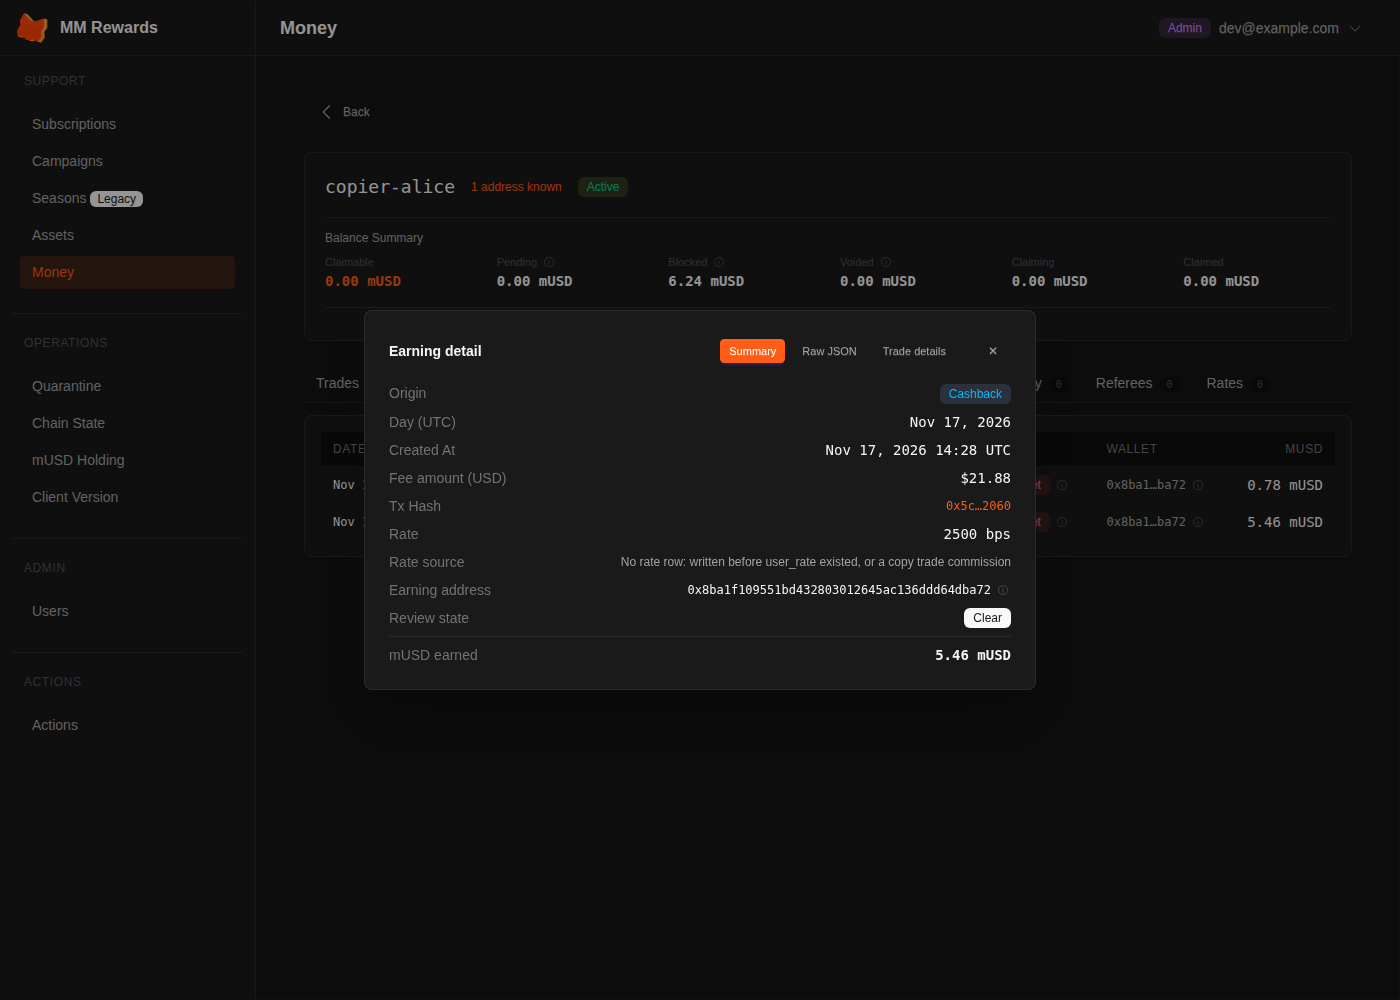 MM Rewards
Money
Admin
dev@example.com
SUPPORT
Subscriptions
Campaigns
Seasons Legacy
Assets
Money
OPERATIONS
Quarantine
Chain State
mUSD Holding
Client Version
ADMIN
Users
ACTIONS
Actions
Back
copier-alice 1 address known Active
Balance Summary
Claimable Pending Blocked Voided Claiming Claimed
0.00 mUSD 0.00 mUSD 6.24 mUSD 0.00 mUSD 0.00 mUSD 0.00 mUSD
Trades
0 Referees 0 Rates 0
DATE WALLET MUSD
Nov 0x8ba1…ba72 0.78 mUSD
Nov 0x8ba1…ba72 5.46 mUSD
Earning detail Summary Raw JSON Trade details ×
Origin Cashback
Day (UTC) Nov 17, 2026
Created At Nov 17, 2026 14:28 UTC
Fee amount (USD) $21.88
Tx Hash 0x5c…2060
Rate 2500 bps
Rate source No rate row: written before user_rate existed, or a copy trade commission
Earning address 0x8ba1f109551bd432803012645ac136ddd64dba72
Review state Clear
mUSD earned 5.46 mUSD